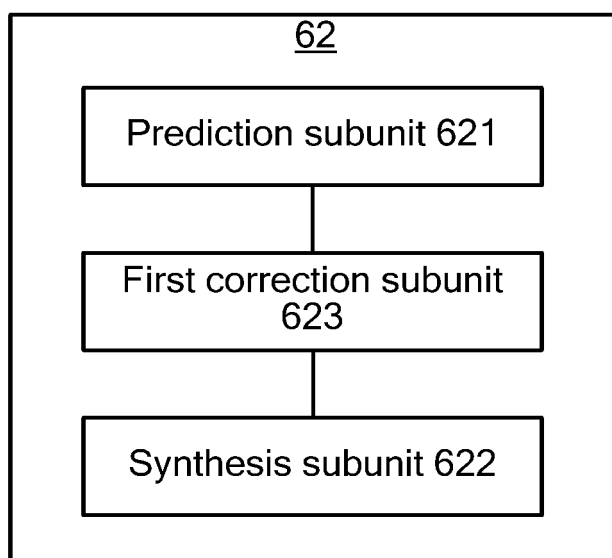 62
Prediction subunit 621
First correction subunit
623
Synthesis subunit 622